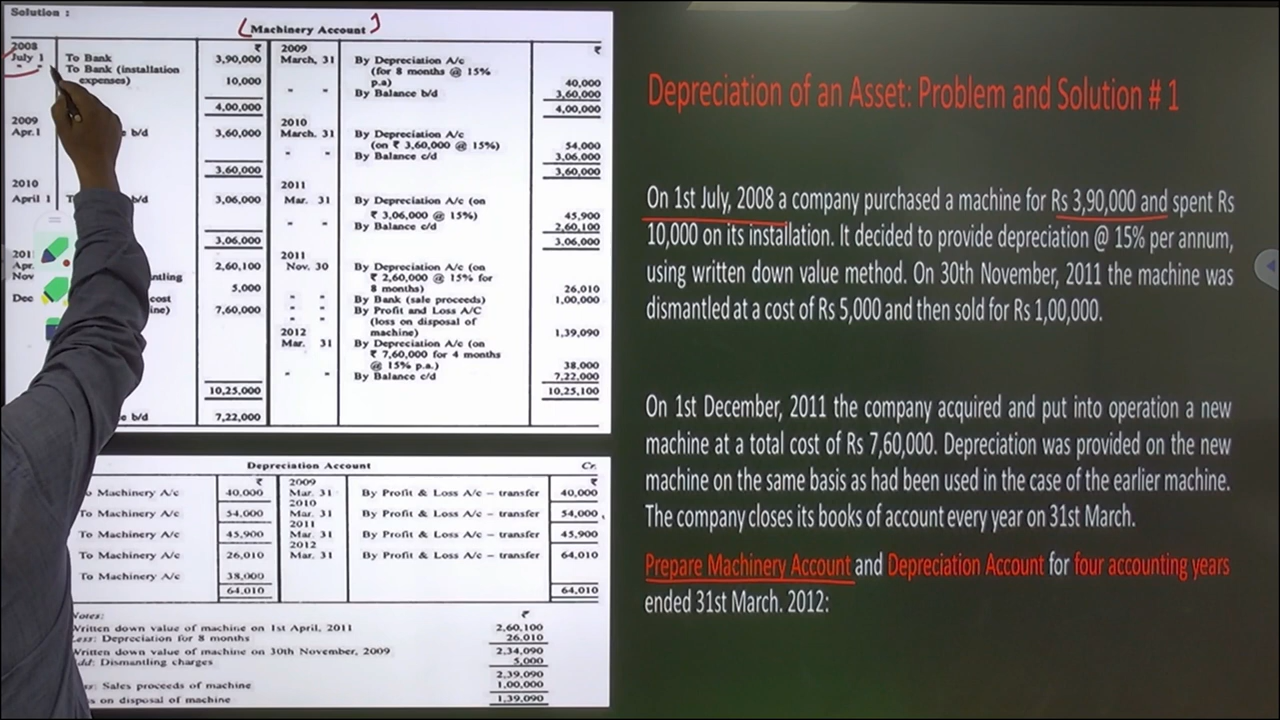 Solution :
Machinery Account
₹ 2009 ₹
2008
July 1 To Bank 3,90,000 March, 31 By Depreciation A/c
" " To Bank (installation (for 8 months @ 15%
expenses) 10,000 p.a) 40,000
" " By Balance b/d 3,60,000
4,00,000 4,00,000
2009 2010
Apr.1 e b/d 3,60,000 March. 31 By Depreciation A/c
(on ₹ 3,60,000 @ 15%) 54,000
" " By Balance c/d 3,06,000
3,60,000 3,60,000
2010 2011
April 1 b/d 3,06,000 Mar. 31 By Depreciation A/c (on
₹ 3,06,000 @ 15%) 45,900
" " By Balance c/d 2,60,100
3,06,000 3,06,000
201 2011
Apr. 2,60,100 Nov. 30 By Depreciation A/c (on
Nov ntling ₹ 2,60,000 @ 15% for
5,000 8 months) 26,010
Dec cost " " By Bank (sale proceeds) 1,00,000
ine) 7,60,000 " " By Profit and Loss A/C
" " (loss on disposal of
2012 machine) 1,39,090
Mar. 31 By Depreciation A/c (on
₹ 7,60,000 for 4 months
@ 15% p.a.) 38,000
" " By Balance c/d 7,22,000
10,25,000 10,25,100
e b/d 7,22,000
Depreciation Account Cr.
₹ 2009 ₹
o Machinery A/c 40,000 Mar. 31 By Profit & Loss A/c – transfer 40,000
2010
To Machinery A/c 54,000 Mar. 31 By Profit & Loss A/c – transfer 54,000
2011
To Machinery A/c 45,900 Mar. 31 By Profit & Loss A/c – transfer 45,900
2012
To Machinery A/c 26,010 Mar. 31 By Profit & Loss A/c – transfer 64,010
To Machinery A/c 38,000
64,010 64,010
Notes: ₹
Written down value of machine on 1st April, 2011 2,60,100
ess: Depreciation for 8 months 26,010
Written down value of machine on 30th November, 2009 2,34,090
dd: Dismantling charges 5,000
2,39,090
ss: Sales proceeds of machine 1,00,000
s on disposal of machine 1,39,090
Depreciation of an Asset: Problem and Solution # 1
On 1st July, 2008 a company purchased a machine for Rs 3,90,000 and spent Rs
10,000 on its installation. It decided to provide depreciation @ 15% per annum,
using written down value method. On 30th November, 2011 the machine was
dismantled at a cost of Rs 5,000 and then sold for Rs 1,00,000.
On 1st December, 2011 the company acquired and put into operation a new
machine at a total cost of Rs 7,60,000. Depreciation was provided on the new
machine on the same basis as had been used in the case of the earlier machine.
The company closes its books of account every year on 31st March.
Prepare Machinery Account and Depreciation Account for four accounting years
ended 31st March. 2012: